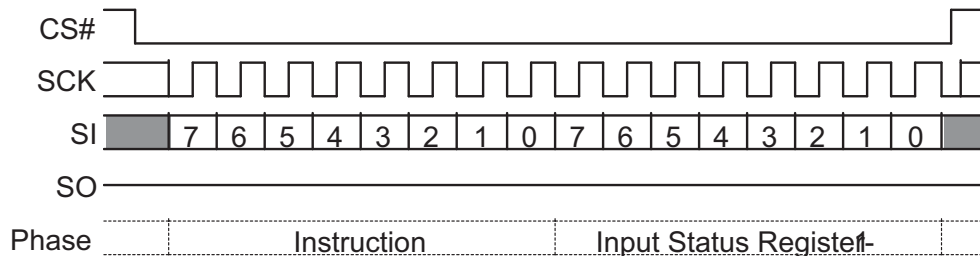 CS#
SCK
SI 7 6 5 4 3 2 1 0 7 6 5 4 3 2 1 0
SO
Phase Instruction Input Status Register-1